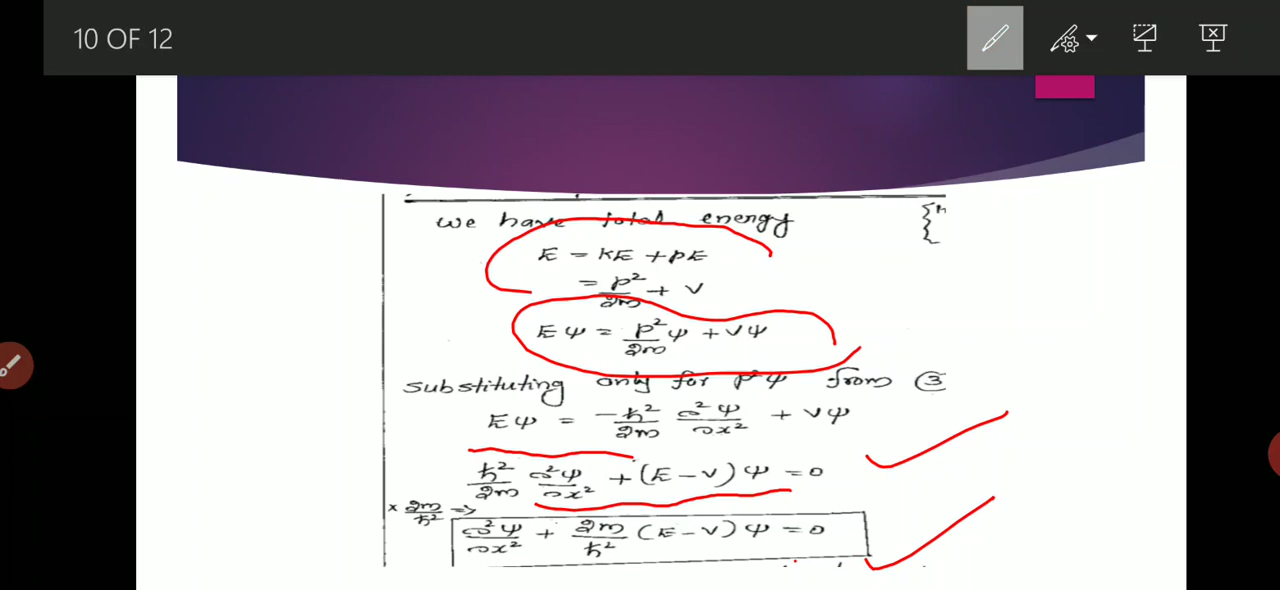 10 OF 12
we have total energy
E = KE + PE
= p²/2m + V
Eψ = p²/2m ψ + Vψ
substituting only for p²ψ from (3
Eψ = -ħ²/2m ∂²ψ/∂x² + Vψ
ħ²/2m ∂²ψ/∂x² + (E - V) ψ = 0
× 2m/ħ² =>
∂²ψ/∂x² + 2m/ħ² (E - V) ψ = 0